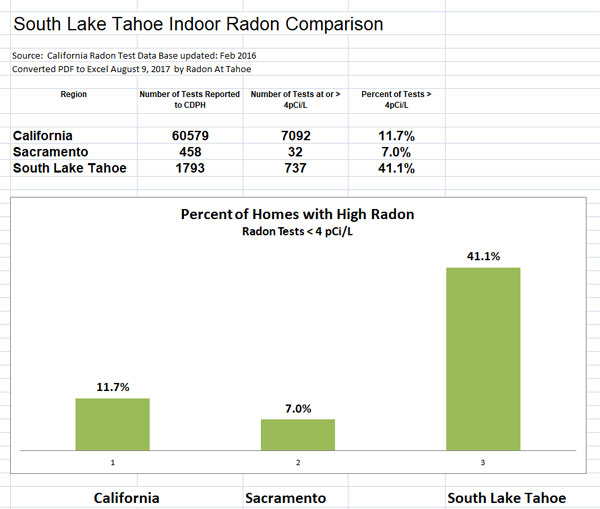 South Lake Tahoe Indoor Radon Comparison
Source: California Radon Test Data Base updated: Feb 2016
Converted PDF to Excel August 9, 2017 by Radon At Tahoe
Region Number of Tests Reported Number of Tests at or > Percent of Tests >
to CDPH 4pCi/L 4pCi/L
California 60579 7092 11.7%
Sacramento 458 32 7.0%
South Lake Tahoe 1793 737 41.1%
Percent of Homes with High Radon
Radon Tests < 4 pCi/L
41.1%
11.7%
7.0%
1 2 3
California Sacramento South Lake Tahoe